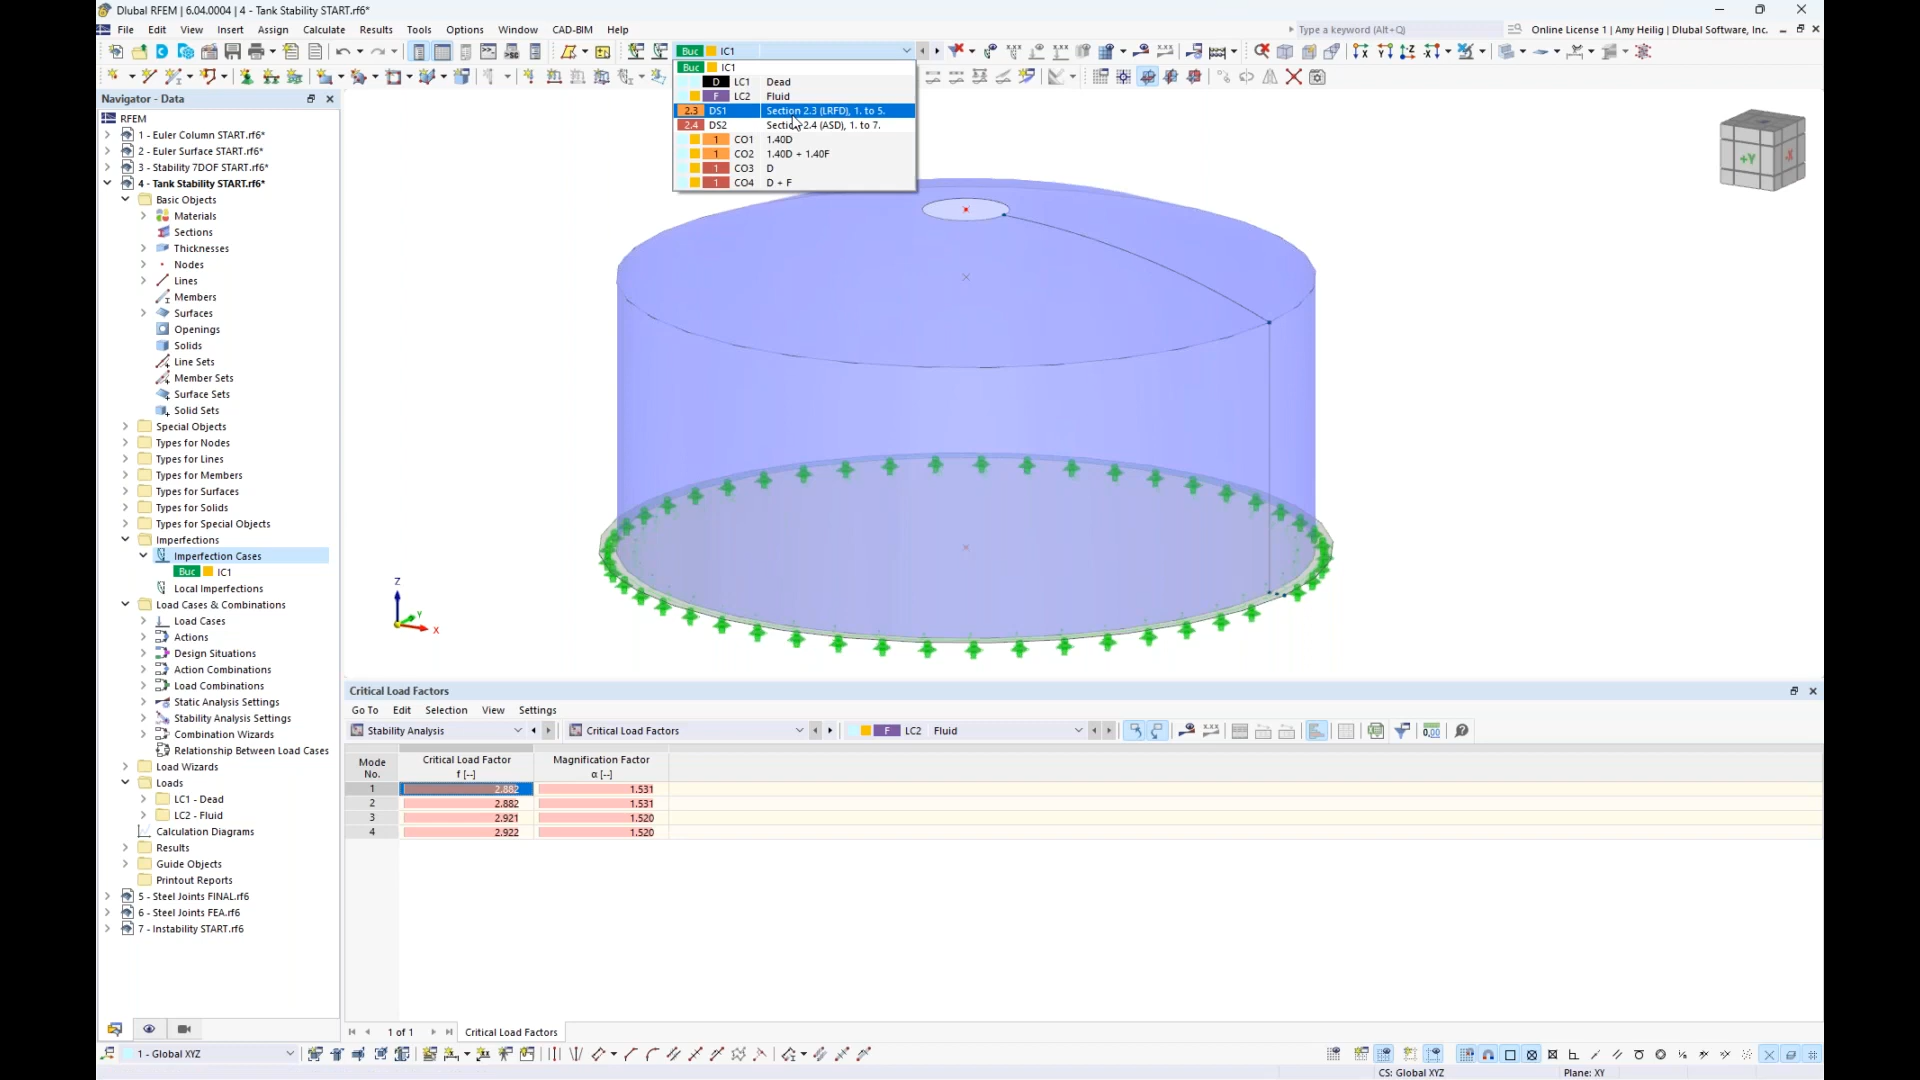 Dlubal RFEM | 6.04.0004 | 4 - Tank Stability START.rf6*
File Edit View Insert Graph Assign Calculate Results Tools Options Window CAD-BIM Help
Type a keyword (Alt+Q)
Online License 1 | Amy Heilig | Dlubal Software, Inc.
Buc IC1
Buc IC1
D LC1 Dead
F LC2 Fluid
2.3 DS1 Section 2.3 (LRFD), 1. to 5.
2.4 DS2 2.4 (ASD), 1. to 7.
1 CO1 1.40D
1 CO2 1.40D + 1.40F
1 CO3 D
1 CO4 D + F
Navigator - Data
RFEM
1 - Euler Column START.rf6*
2 - Euler Surface START.rf6*
3 - Stability 7DOF START.rf6*
4 - Tank Stability START.rf6*
Basic Objects
Materials
Sections
Thicknesses
Nodes
Lines
Members
Surfaces
Openings
Solids
Line Sets
Member Sets
Surface Sets
Solid Sets
Special Objects
Types for Nodes
Types for Lines
Types for Members
Types for Surfaces
Types for Solids
Types for Special Objects
Imperfections
Imperfection Cases
Buc IC1
Local Imperfections
Load Cases & Combinations
Load Cases
Actions
Design Situations
Action Combinations
Load Combinations
Static Analysis Settings
Stability Analysis Settings
Combination Wizards
Relationship Between Load Cases
Load Wizards
Loads
LC1 - Dead
LC2 - Fluid
Calculation Diagrams
Results
Guide Objects
Printout Reports
5 - Steel Joints FINAL.rf6
6 - Steel Joints FEA.rf6
7 - Instability START.rf6
+Y -X
Z
Y
X
Critical Load Factors
Go To Edit Selection View Settings
Stability Analysis Critical Load Factors F LC2 Fluid 0,00
Mode Critical Load Factor Magnification Factor
No. f [--] α [--]
1 2.882 1.531
2 2.882 1.531
3 2.921 1.520
4 2.922 1.520
1 of 1 Critical Load Factors
1 - Global XYZ
CS: Global XYZ Plane: XY